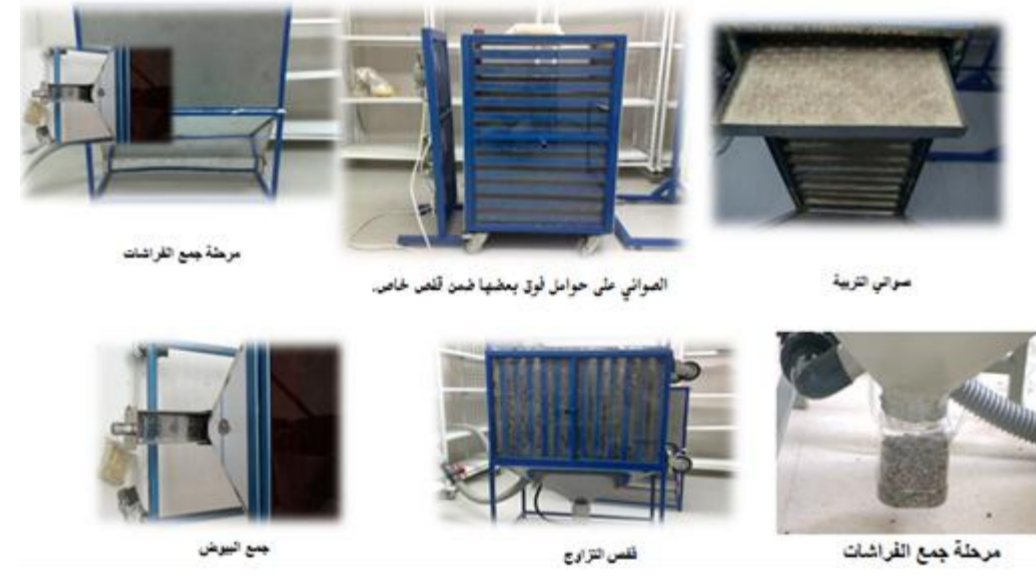 صواني التربية
الصواني على حوامل فوق بعضها ضمن قفص خاص.
مرحلة جمع الفراشات
مرحلة جمع الفراشات
قفص التزاوج
جمع البيوض